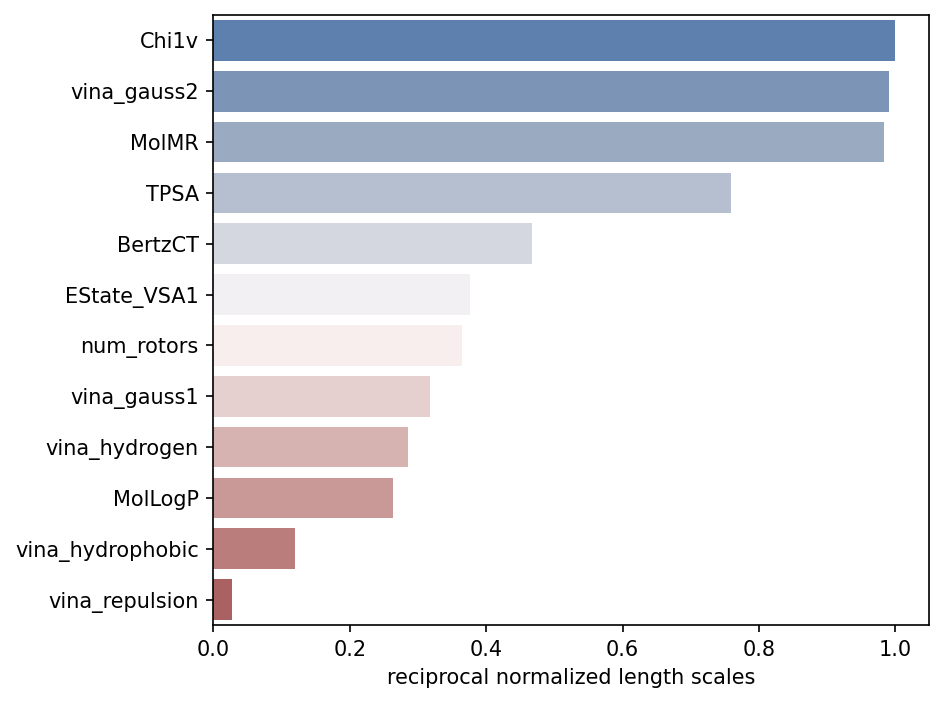 Chi1v
vina_gauss2
MolMR
TPSA
BertzCT
EState_VSA1
num_rotors
vina_gauss1
vina_hydrogen
MolLogP
vina_hydrophobic
vina_repulsion
0.0 0.2 0.4 0.6 0.8 1.0
reciprocal normalized length scales